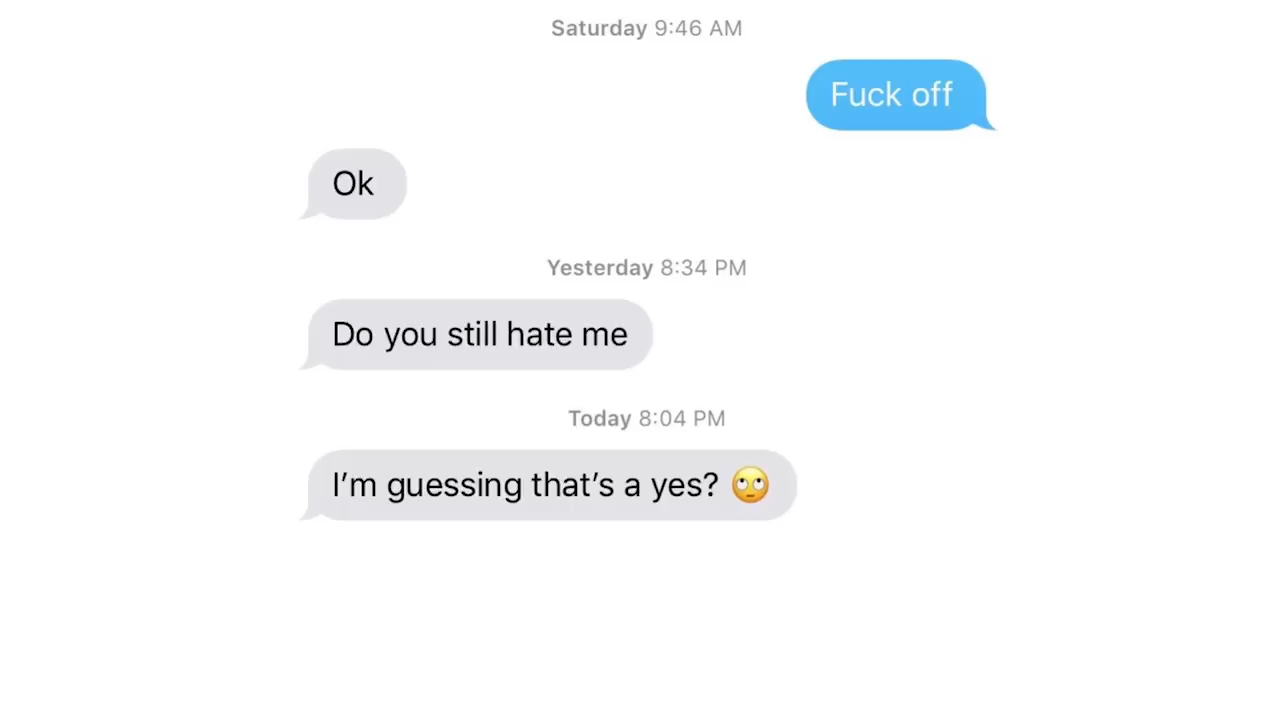 Saturday 9:46 AM
Fuck off
Ok
Yesterday 8:34 PM
Do you still hate me
Today 8:04 PM
I’m guessing that’s a yes? 🙄